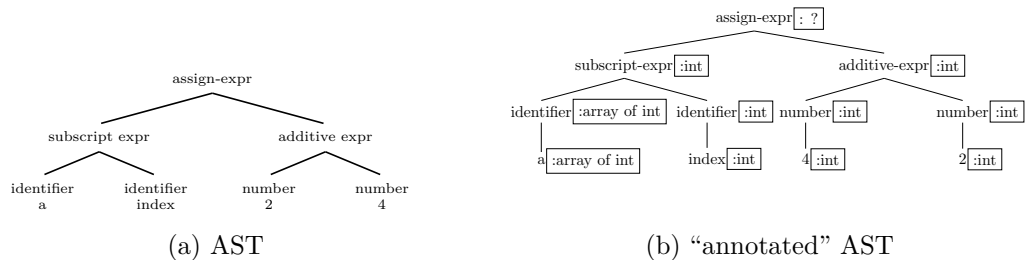 assign-expr
subscript expr additive expr
identifier identifier number number
a index 2 4
(a) AST
assign-expr : ?
subscript-expr :int additive-expr :int
identifier :array of int identifier :int number :int number :int
a :array of int index :int 4 :int 2 :int
(b) “annotated” AST